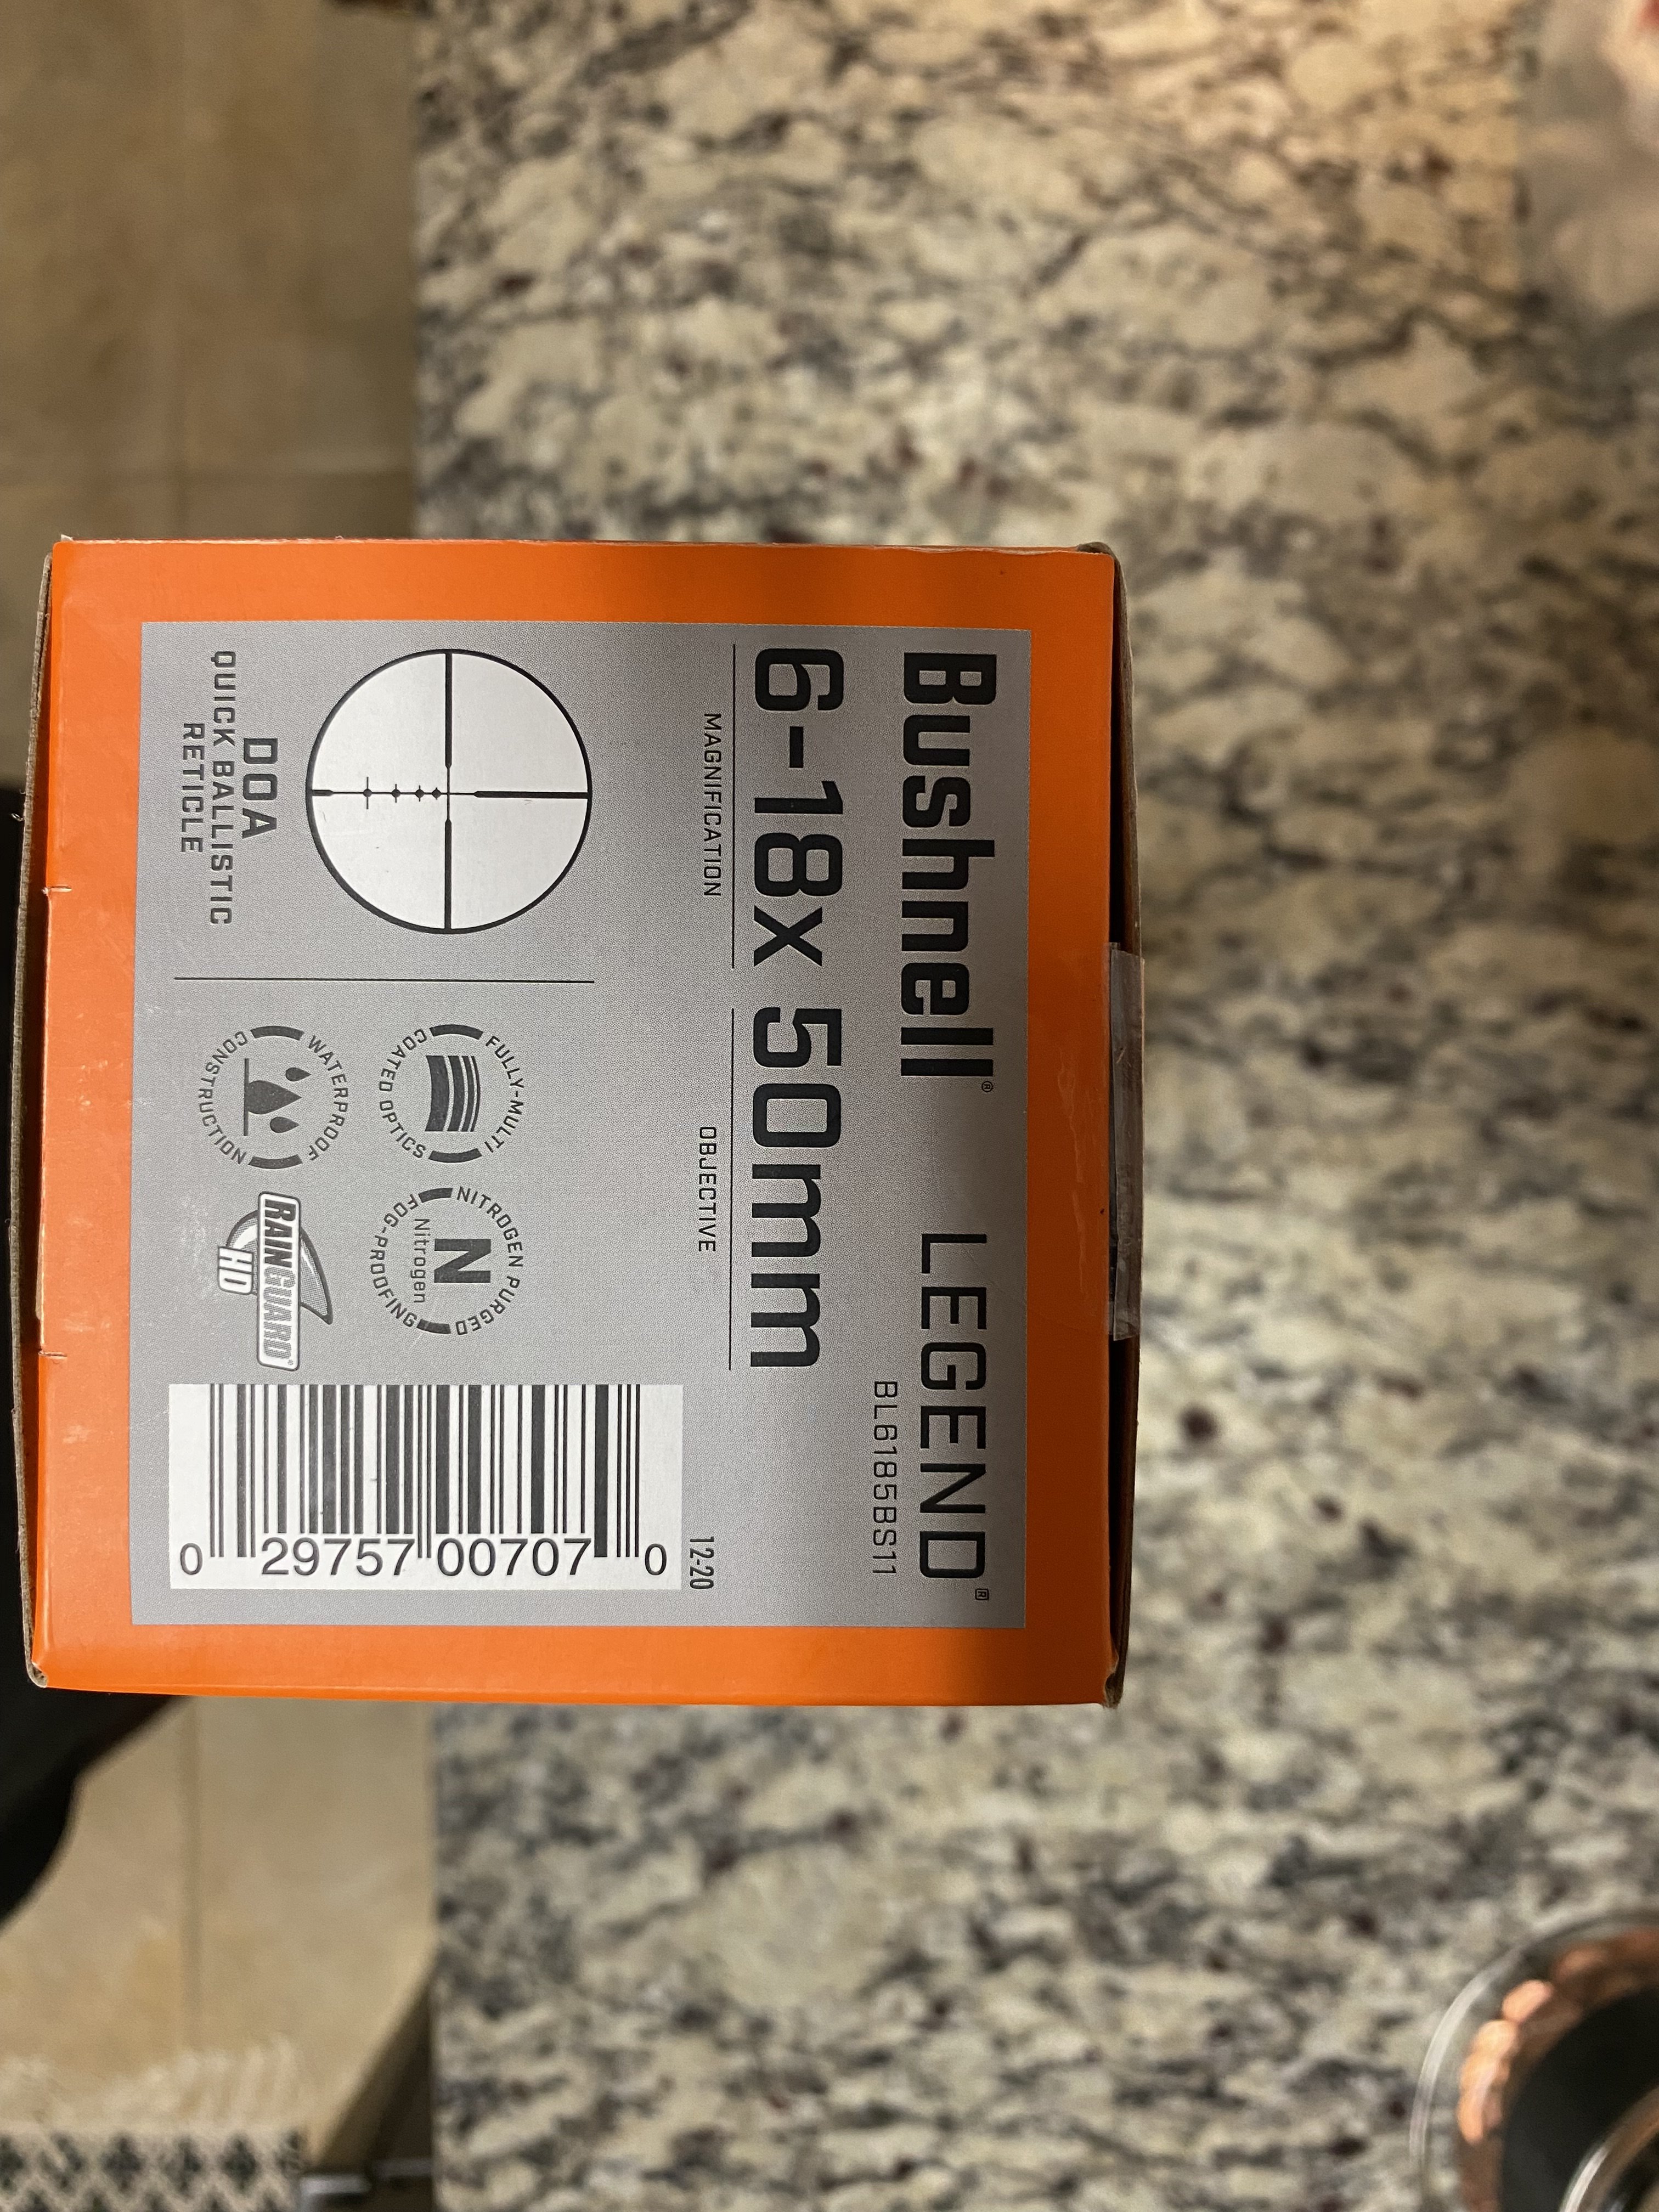 Bushnell® LEGEND®
BL6185BS11
6-18x 50mm
MAGNIFICATION OBJECTIVE
12-20
DOA
QUICK BALLISTIC
RETICLE
FULLY-MULTI
COATED OPTICS
NITROGEN PURGED
N
Nitrogen
FOG-PROOFING
WATERPROOF
CONSTRUCTION
RAINGUARD®
HD
0 29757 00707 0